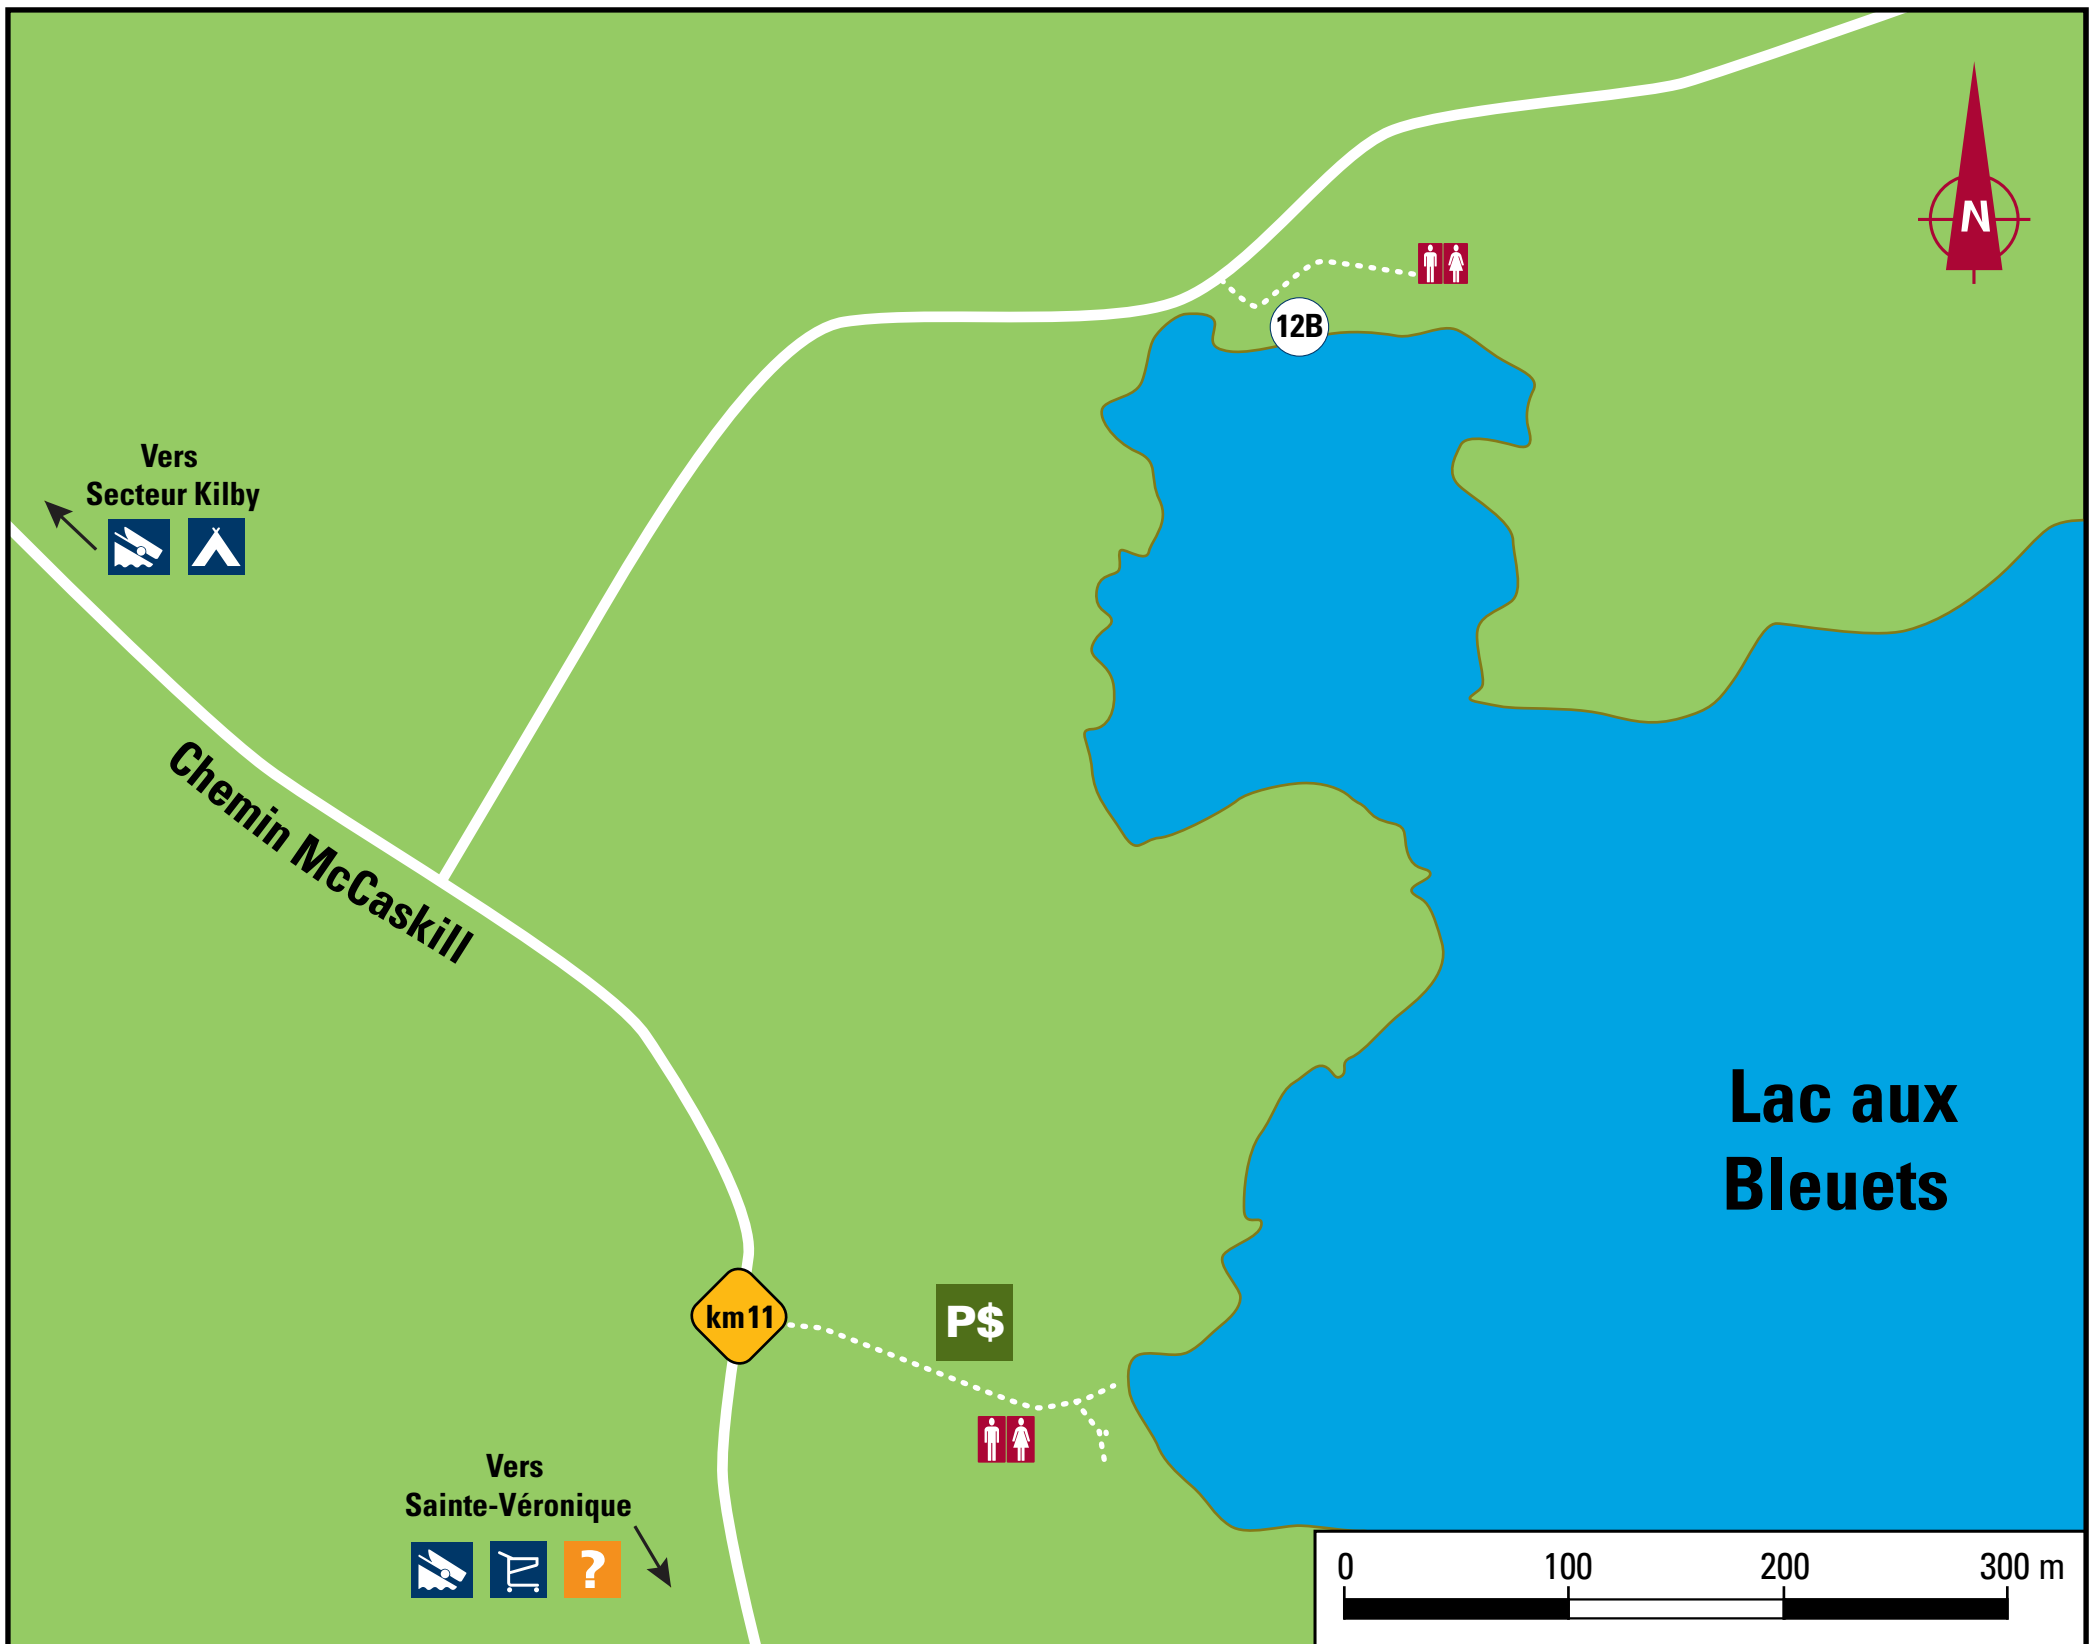 N
12B
Vers
Secteur Kilby
Chemin McCaskill
Lac aux
Bleuets
km11
P$
Vers
Sainte-Véronique
?
0 100 200 300 m